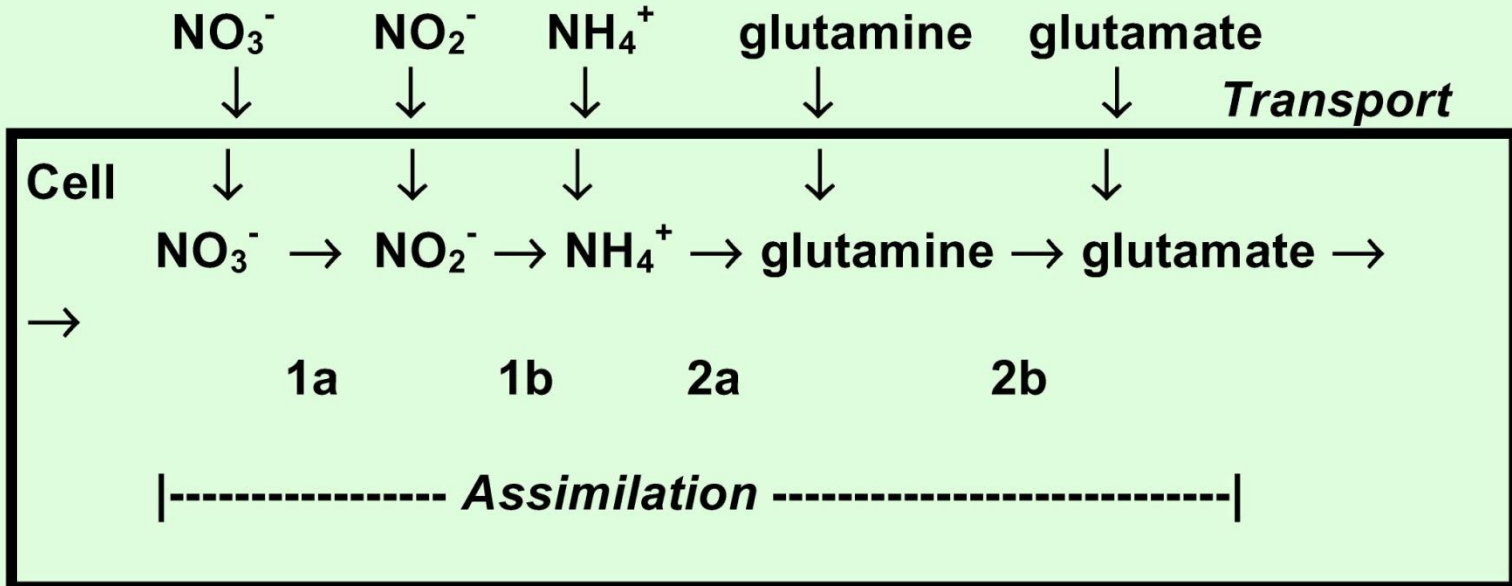 NO₃⁻ NO₂⁻ NH₄⁺ glutamine glutamate
↓ ↓ ↓ ↓ ↓ Transport
Cell ↓ ↓ ↓ ↓ ↓
NO₃⁻ → NO₂⁻ → NH₄⁺ → glutamine → glutamate →
→
1a 1b 2a 2b
|----------------- Assimilation ----------------------------|